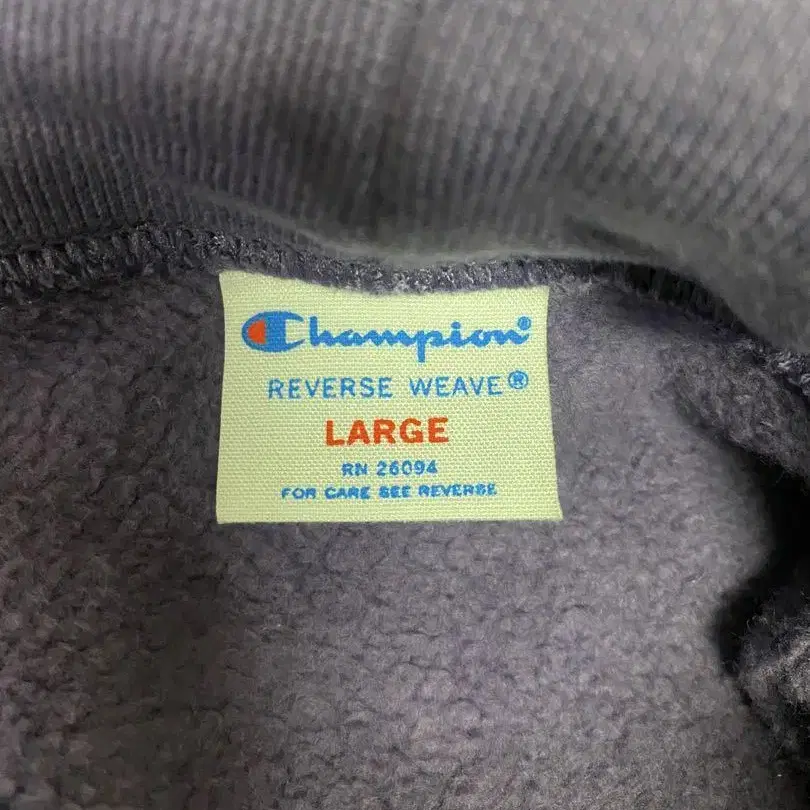 Champion®
REVERSE WEAVE®
LARGE
RN 26094
FOR CARE SEE REVERSE